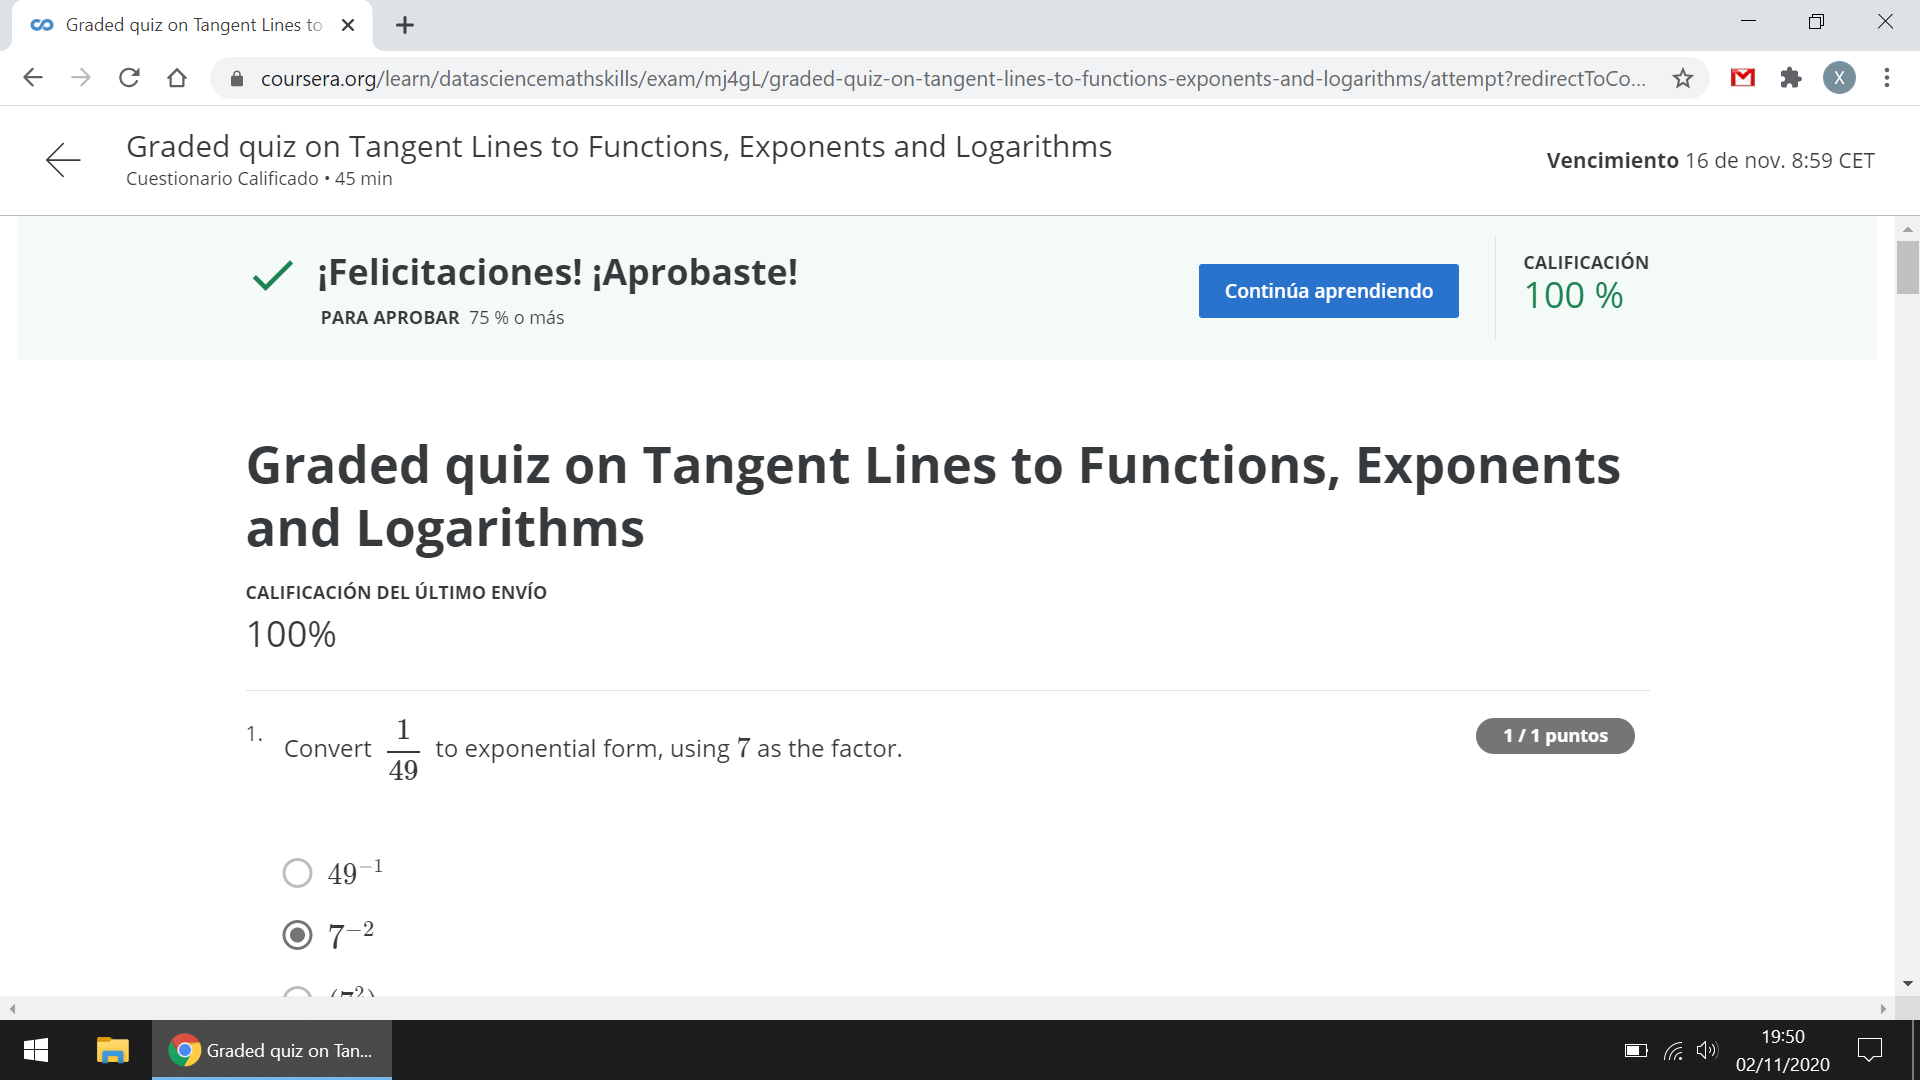 Graded quiz on Tangent Lines to
coursera.org/learn/datasciencemathskills/exam/mj4gL/graded-quiz-on-tangent-lines-to-functions-exponents-and-logarithms/attempt?redirectToCo...
X
Graded quiz on Tangent Lines to Functions, Exponents and Logarithms
Cuestionario Calificado • 45 min
Vencimiento 16 de nov. 8:59 CET
¡Felicitaciones! ¡Aprobaste!
PARA APROBAR 75 % o más
Continúa aprendiendo
CALIFICACIÓN
100 %
Graded quiz on Tangent Lines to Functions, Exponents
and Logarithms
CALIFICACIÓN DEL ÚLTIMO ENVÍO
100%
1. Convert 1/49 to exponential form, using 7 as the factor.
1 / 1 puntos
49⁻¹
7⁻²
Graded quiz on Tan...
19:50
02/11/2020